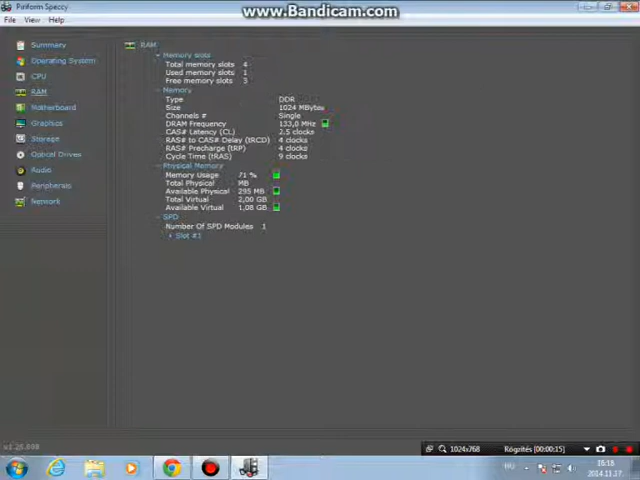 Piriform Speccy
www.Bandicam.com
File View Help
Summary
Operating System
CPU
RAM
Motherboard
Graphics
Storage
Optical Drives
Audio
Peripherals
Network
RAM
Memory slots
Total memory slots 4
Used memory slots 1
Free memory slots 3
Memory
Type DDR
Size 1024 MBytes
Channels # Single
DRAM Frequency 133,0 MHz
CAS# Latency (CL) 2,5 clocks
RAS# to CAS# Delay (tRCD) 4 clocks
RAS# Precharge (tRP) 4 clocks
Cycle Time (tRAS) 9 clocks
Physical Memory
Memory Usage 71 %
Total Physical MB
Available Physical 295 MB
Total Virtual 2,00 GB
Available Virtual 1,08 GB
SPD
Number Of SPD Modules 1
Slot #1
1024x768 Rögzítés [00:00:15]
HU
2014.11.17.